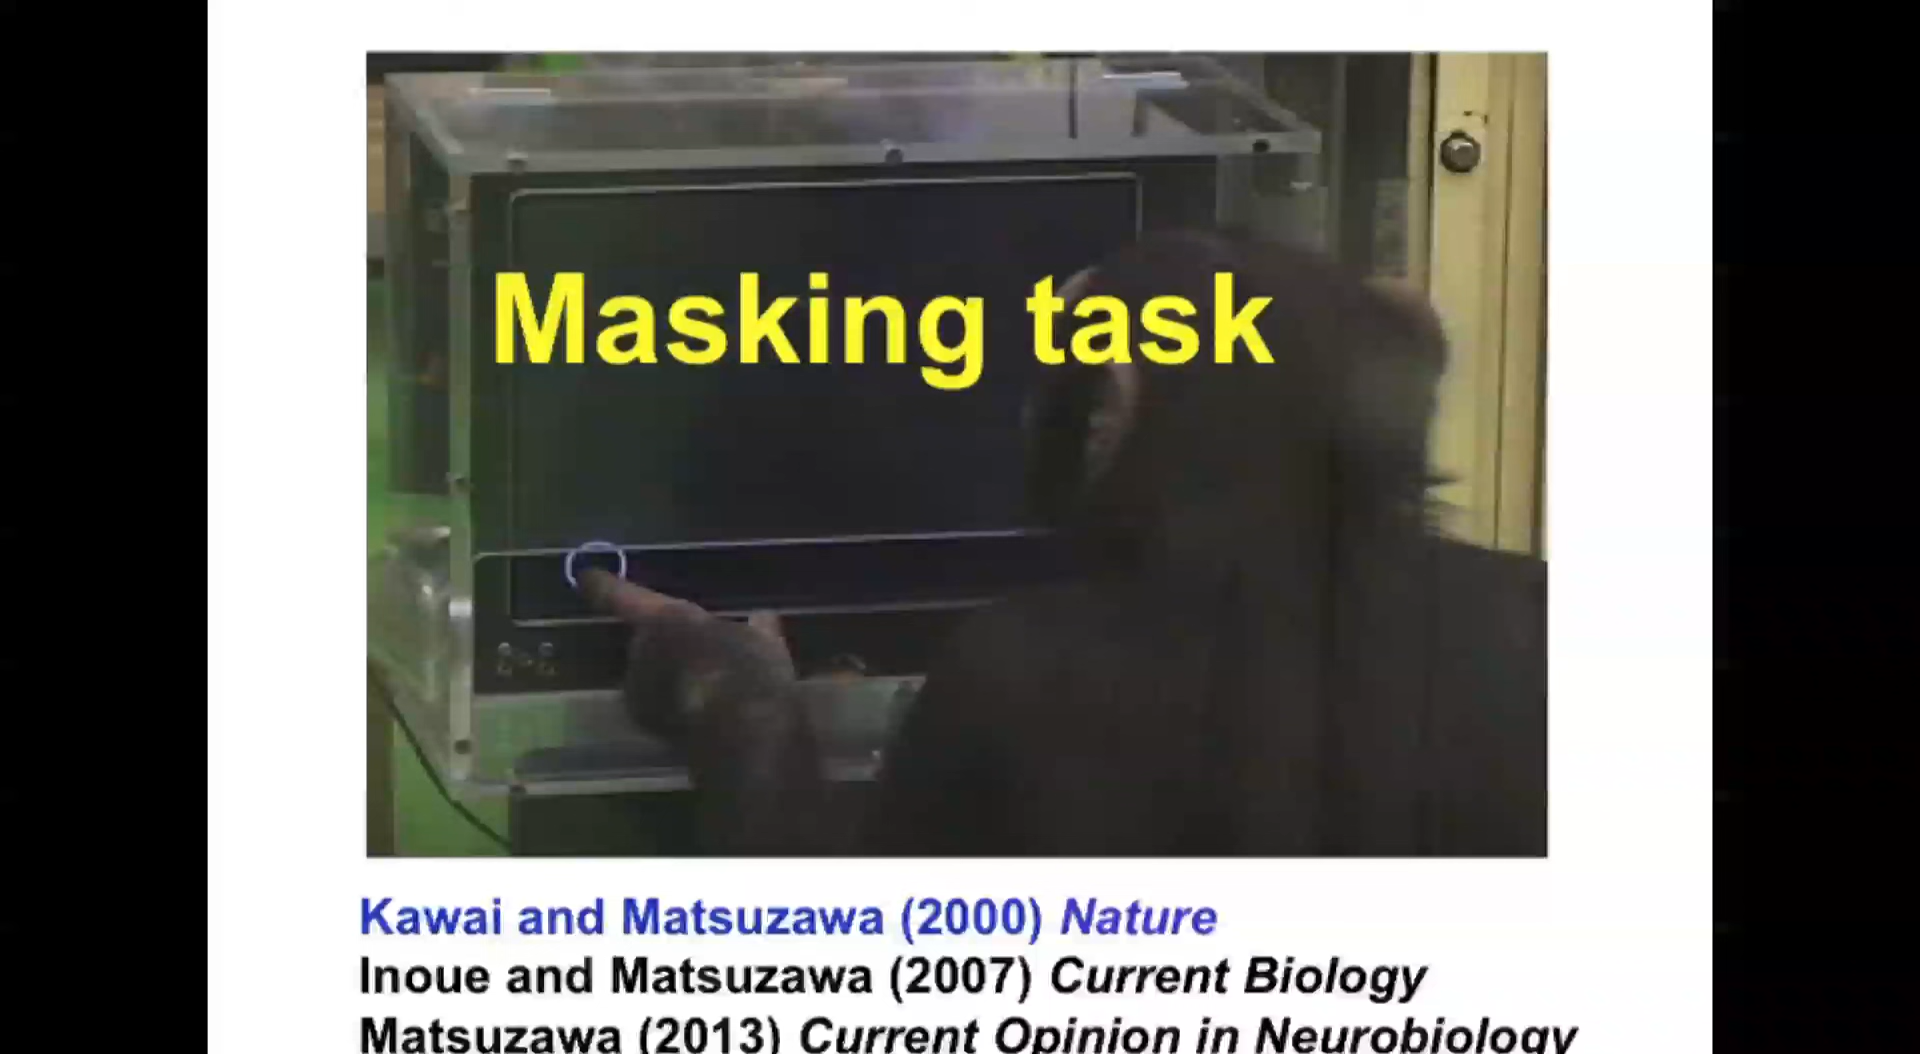 Masking task
Kawai and Matsuzawa (2000) Nature
Inoue and Matsuzawa (2007) Current Biology
Matsuzawa (2013) Current Opinion in Neurobiology